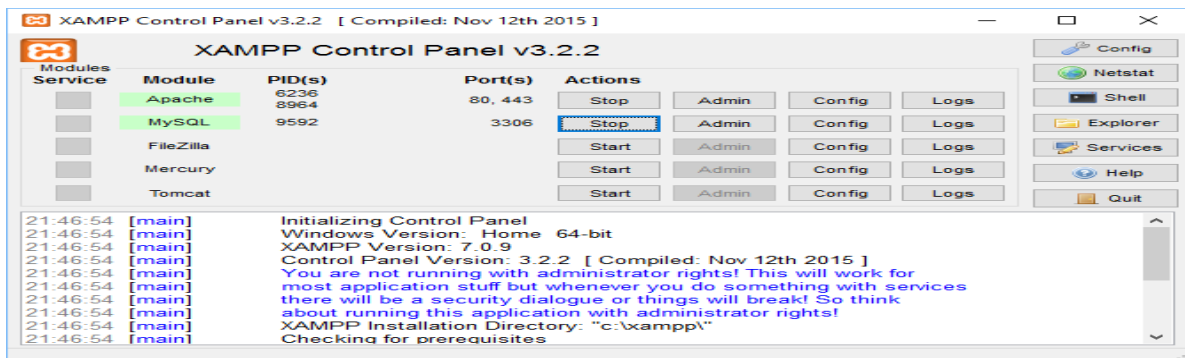 XAMPP Control Panel v3.2.2 [ Compiled: Nov 12th 2015 ]
XAMPP Control Panel v3.2.2
Config
Modules
Service Module PID(s) Port(s) Actions
Netstat
Apache 6236 8964 80, 443 Stop Admin Config Logs
Shell
MySQL 9592 3306 Stop Admin Config Logs
Explorer
FileZilla Start Admin Config Logs
Services
Mercury Start Admin Config Logs
Help
Tomcat Start Admin Config Logs
Quit
21:46:54 [main] Initializing Control Panel
21:46:54 [main] Windows Version: Home 64-bit
21:46:54 [main] XAMPP Version: 7.0.9
21:46:54 [main] Control Panel Version: 3.2.2 [ Compiled: Nov 12th 2015 ]
21:46:54 [main] You are not running with administrator rights! This will work for
21:46:54 [main] most application stuff but whenever you do something with services
21:46:54 [main] there will be a security dialogue or things will break! So think
21:46:54 [main] about running this application with administrator rights!
21:46:54 [main] XAMPP Installation Directory: "c:\xampp\"
21:46:54 [main] Checking for prerequisites